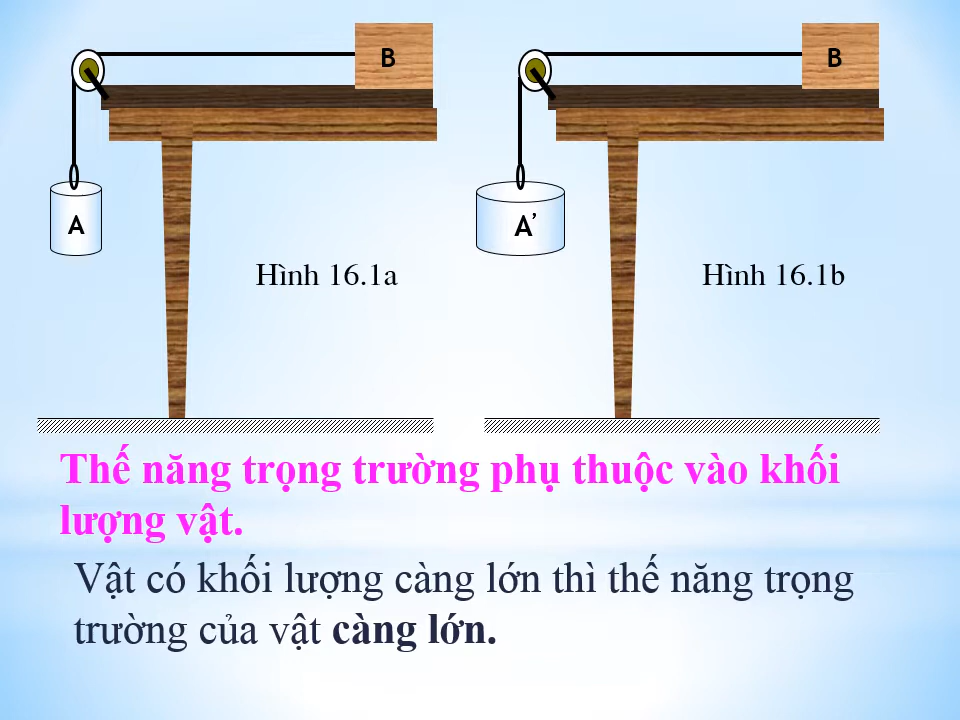 B
B
A
A’
Hình 16.1a
Hình 16.1b
Thế năng trọng trường phụ thuộc vào khối
lượng vật.
Vật có khối lượng càng lớn thì thế năng trọng
trường của vật càng lớn.